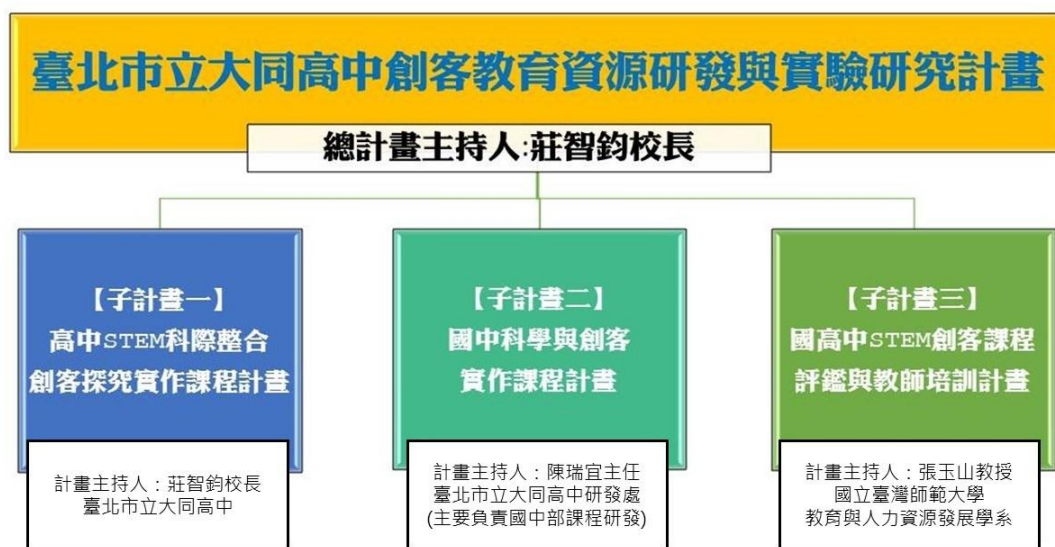 臺北市立大同高中創客教育資源研發與實驗研究計畫
總計畫主持人:莊智鈞校長
【子計畫一】
高中STEM科際整合
創客探究實作課程計畫
計畫主持人：莊智鈞校長
臺北市立大同高中
【子計畫二】
國中科學與創客
實作課程計畫
計畫主持人：陳瑞宜主任
臺北市立大同高中研發處
(主要負責國中部課程研發)
【子計畫三】
國高中STEM創客課程
評鑑與教師培訓計畫
計畫主持人：張玉山教授
國立臺灣師範大學
教育與人力資源發展學系